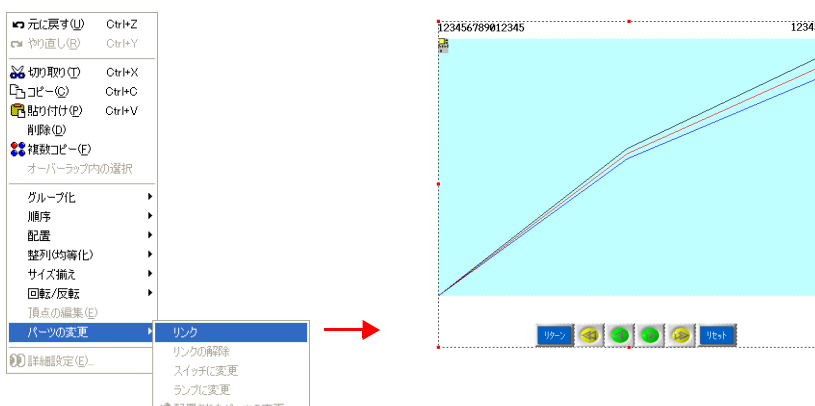 元に戻す(U) Ctrl+Z
やり直し(R) Ctrl+Y
切り取り(T) Ctrl+X
コピー(C) Ctrl+C
貼り付け(P) Ctrl+V
削除(D)
複数コピー(F)
オーバーラップ内の選択
グループ化
順序
配置
整列(均等化)
サイズ揃え
回転/反転
頂点の編集(E)
パーツの変更
詳細設定(E)...
リンク
リンクの解除
スイッチに変更
ランプに変更
123456789012345
12345
リターン
リセット